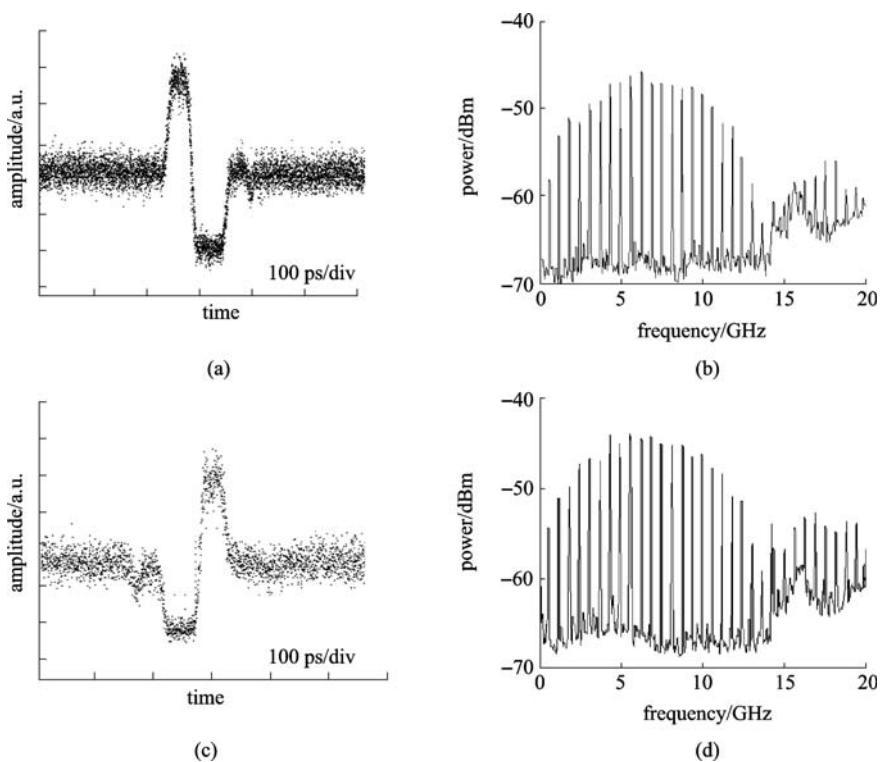 amplitude/a.u.
100 ps/div
time
(a)
−40
−50
−60
−70
power/dBm
0 5 10 15 20
frequency/GHz
(b)
amplitude/a.u.
100 ps/div
time
(c)
−40
−50
−60
−70
power/dBm
0 5 10 15 20
frequency/GHz
(d)